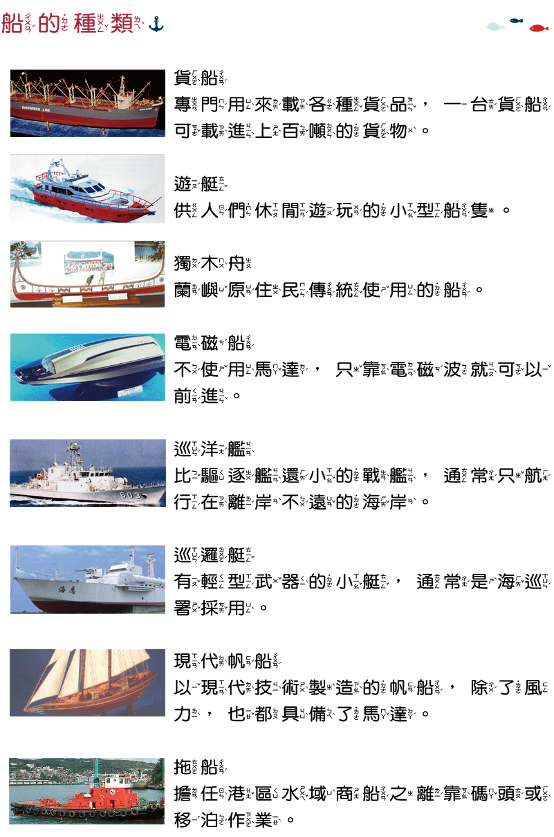 船的種類
貨船
專門用來載各種貨品，一台貨船
可載進上百噸的貨物。
遊艇
供人們休閒遊玩的小型船隻。
獨木舟
蘭嶼原住民傳統使用的船。
電磁船
不使用馬達，只靠電磁波就可以
前進。
巡洋艦
比驅逐艦還小的戰艦，通常只航
行在離岸不遠的海岸。
603
巡邏艇
有輕型武器的小艇，通常是海巡
署採用。
現代帆船
以現代技術製造的帆船，除了風
力，也都具備了馬達。
拖船
擔任港區水域商船之離靠碼頭或
移泊作業。